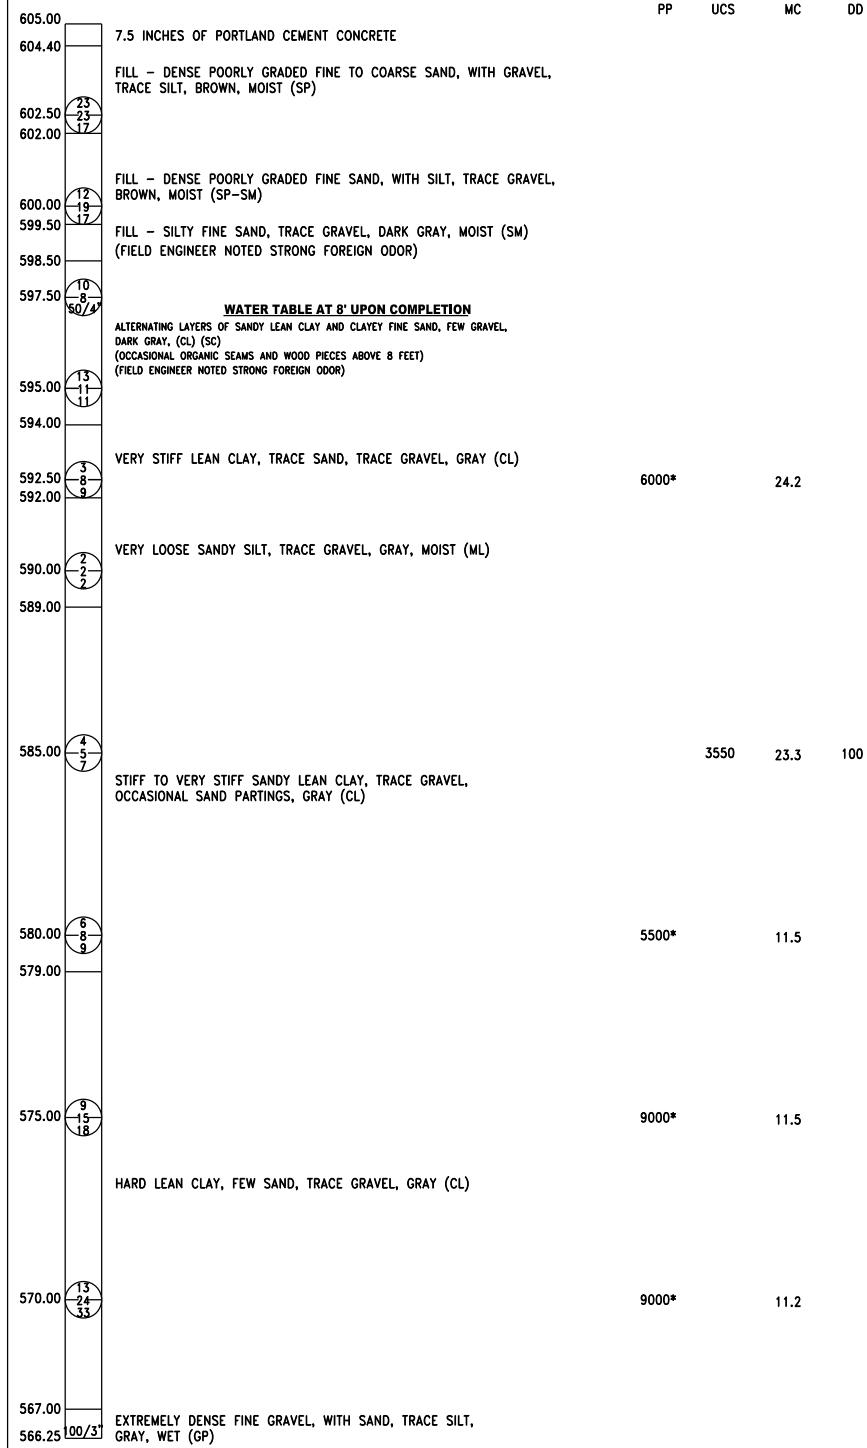 PP UCS MC DD
605.00
7.5 INCHES OF PORTLAND CEMENT CONCRETE
604.40
FILL – DENSE POORLY GRADED FINE TO COARSE SAND, WITH GRAVEL,
TRACE SILT, BROWN, MOIST (SP)
23
602.50 23
17
602.00
FILL – DENSE POORLY GRADED FINE SAND, WITH SILT, TRACE GRAVEL,
BROWN, MOIST (SP–SM)
12
600.00 19
17
599.50
FILL – SILTY FINE SAND, TRACE GRAVEL, DARK GRAY, MOIST (SM)
(FIELD ENGINEER NOTED STRONG FOREIGN ODOR)
598.50
10
597.50 8
50/4"
WATER TABLE AT 8' UPON COMPLETION
ALTERNATING LAYERS OF SANDY LEAN CLAY AND CLAYEY FINE SAND, FEW GRAVEL,
DARK GRAY, (CL) (SC)
(OCCASIONAL ORGANIC SEAMS AND WOOD PIECES ABOVE 8 FEET)
(FIELD ENGINEER NOTED STRONG FOREIGN ODOR)
13
595.00 11
11
594.00
VERY STIFF LEAN CLAY, TRACE SAND, TRACE GRAVEL, GRAY (CL)
3
592.50 8 6000* 24.2
9
592.00
VERY LOOSE SANDY SILT, TRACE GRAVEL, GRAY, MOIST (ML)
2
590.00 2
2
589.00
4
585.00 5 3550 23.3 100
7
STIFF TO VERY STIFF SANDY LEAN CLAY, TRACE GRAVEL,
OCCASIONAL SAND PARTINGS, GRAY (CL)
6
580.00 8 5500* 11.5
9
579.00
9
575.00 15 9000* 11.5
18
HARD LEAN CLAY, FEW SAND, TRACE GRAVEL, GRAY (CL)
13
570.00 24 9000* 11.2
33
567.00
EXTREMELY DENSE FINE GRAVEL, WITH SAND, TRACE SILT,
GRAY, WET (GP)
566.25 100/3"